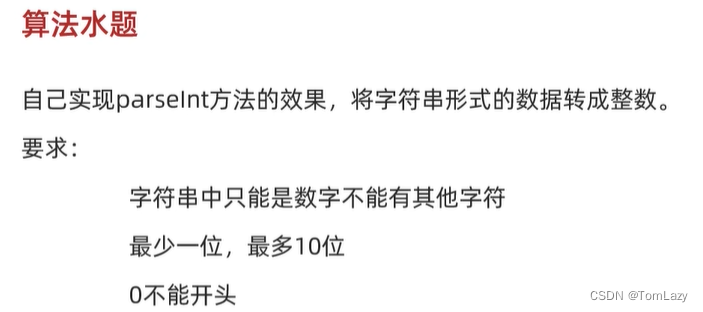 算法水题
自己实现parseInt方法的效果，将字符串形式的数据转成整数。
要求：
字符串中只能是数字不能有其他字符
最少一位，最多10位
0不能开头
CSDN @TomLazy